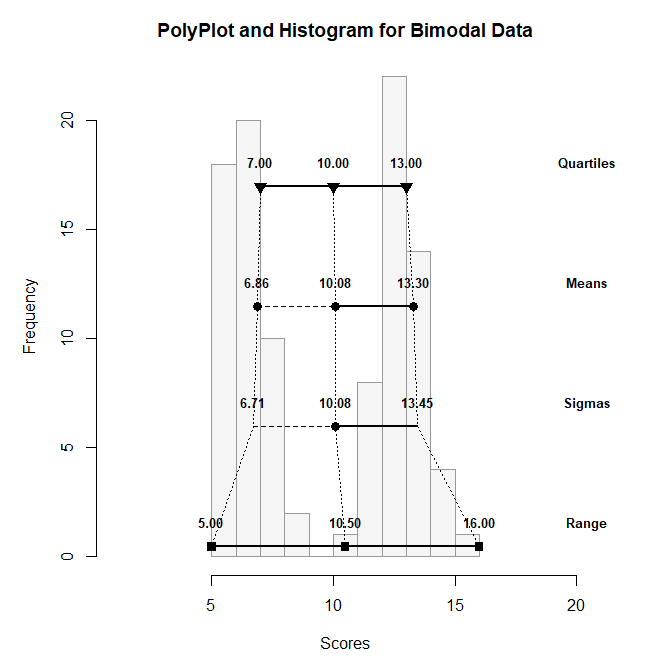 PolyPlot and Histogram for Bimodal Data
Frequency
20
15
10
5
0
7.00 10.00 13.00 Quartiles
6.86 10.08 13.30 Means
6.71 10.08 13.45 Sigmas
5.00 10.50 16.00 Range
5 10 15 20
Scores